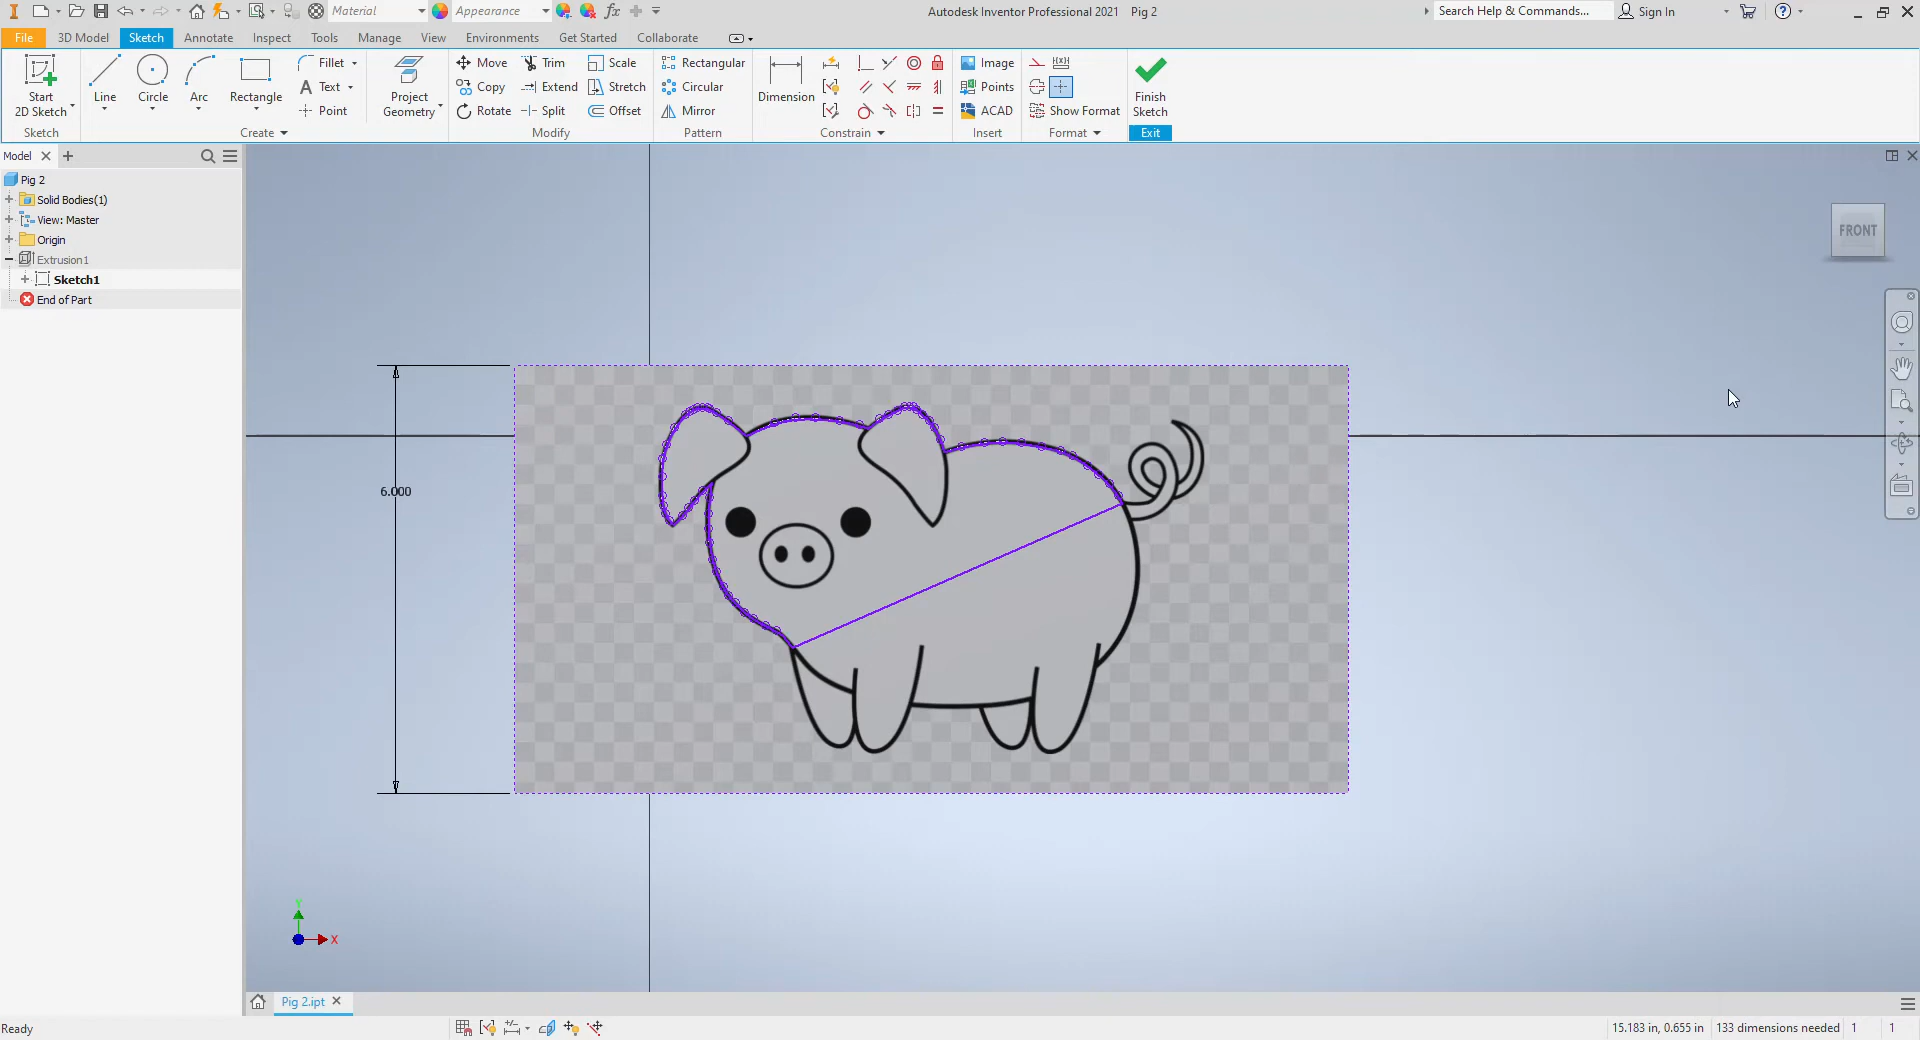 Material
Appearance
Autodesk Inventor Professional 2021 Pig 2
Search Help & Commands...
Sign In
File
3D Model
Sketch
Annotate
Inspect
Tools
Manage
View
Environments
Get Started
Collaborate
Start
2D Sketch
Line
Circle
Arc
Rectangle
Fillet
Text
Point
Project
Geometry
Move
Copy
Rotate
Trim
Extend
Split
Scale
Stretch
Offset
Rectangular
Circular
Mirror
Dimension
Image
Points
ACAD
Show Format
Finish
Sketch
Sketch
Create
Modify
Pattern
Constrain
Insert
Format
Exit
Model
Pig 2
Solid Bodies(1)
View: Master
Origin
Extrusion1
Sketch1
End of Part
FRONT
6.000
Y
X
Pig 2.ipt
Ready
15.183 in, 0.655 in
133 dimensions needed
1
1